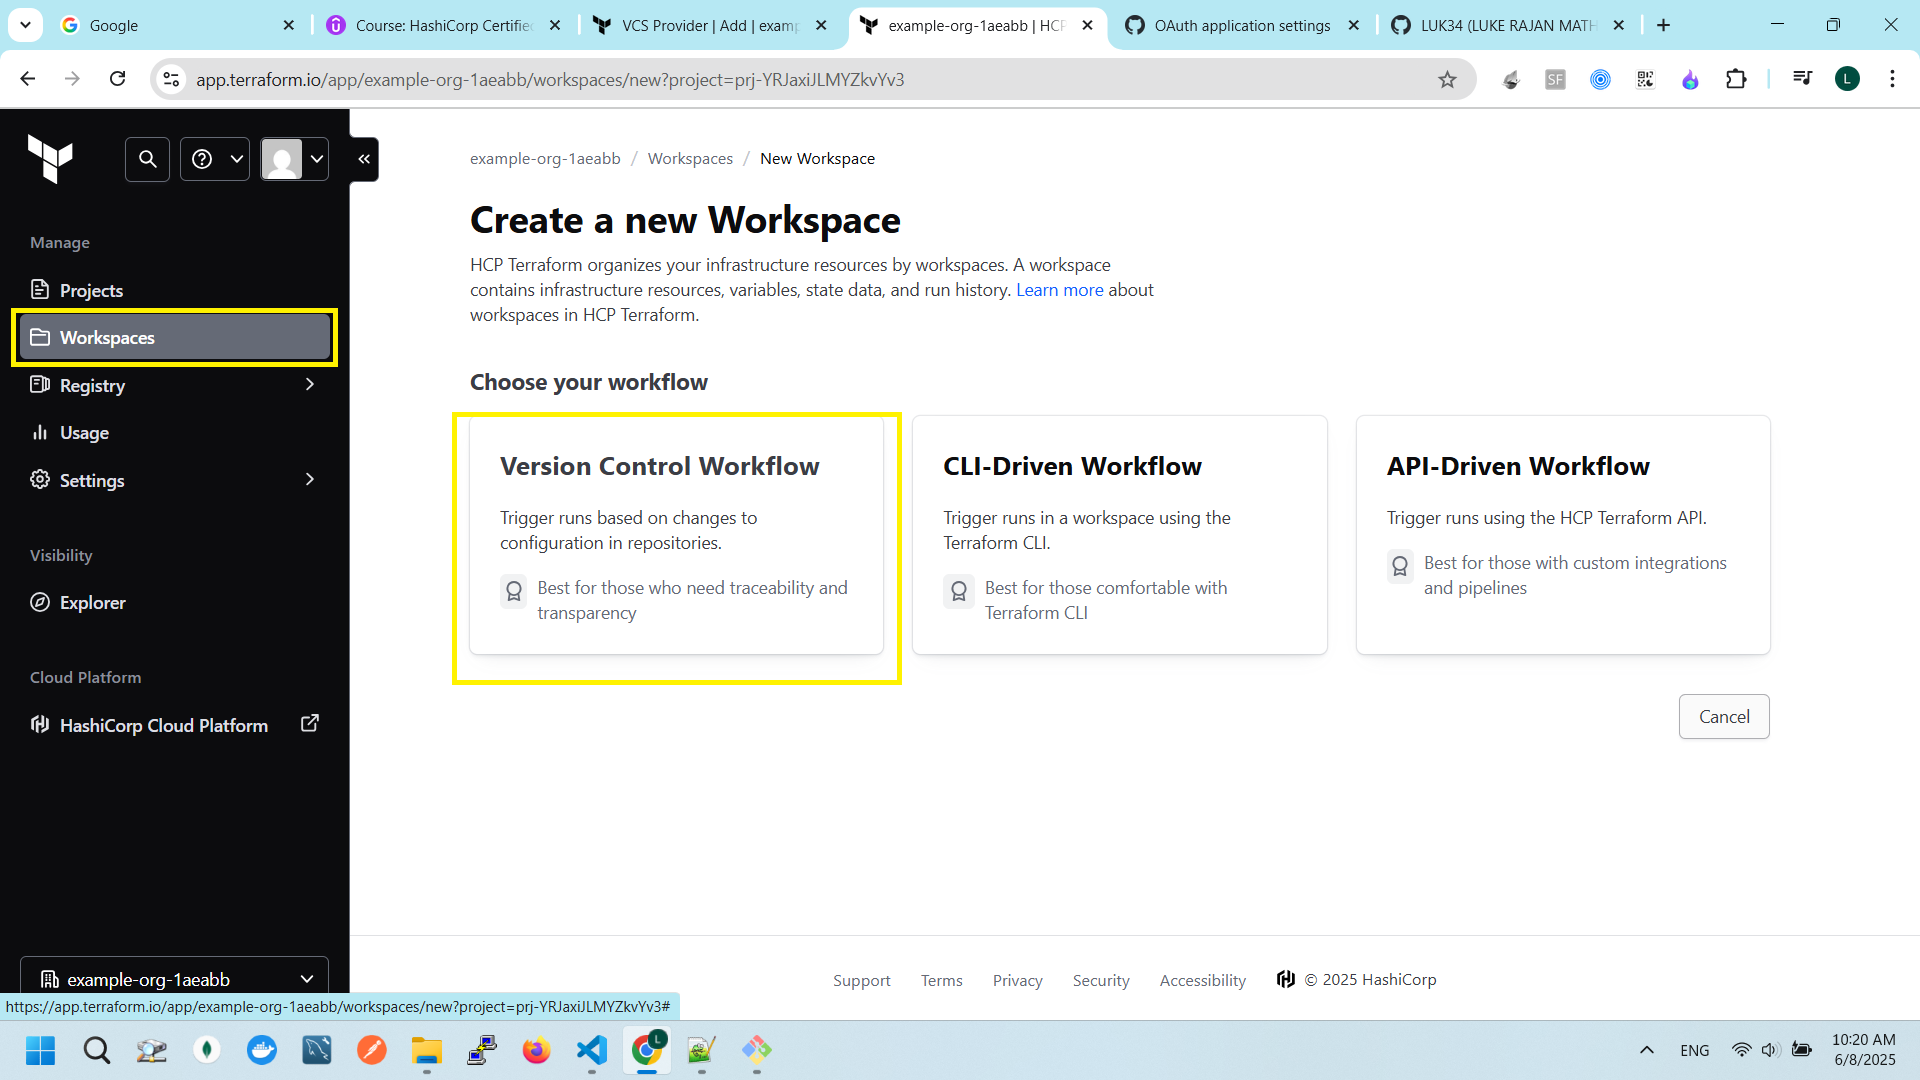 Google
Course: HashiCorp Certifie
VCS Provider | Add | examp
example-org-1aeabb | HCP
OAuth application settings
LUK34 (LUKE RAJAN MATH
app.terraform.io/app/example-org-1aeabb/workspaces/new?project=prj-YRJaxiJLMYZkvYv3
SF
L
example-org-1aeabb / Workspaces / New Workspace
Create a new Workspace
HCP Terraform organizes your infrastructure resources by workspaces. A workspace
contains infrastructure resources, variables, state data, and run history. Learn more about
workspaces in HCP Terraform.
Manage
Projects
Workspaces
Registry
Usage
Settings
Visibility
Explorer
Cloud Platform
HashiCorp Cloud Platform
example-org-1aeabb
Choose your workflow
Version Control Workflow
Trigger runs based on changes to
configuration in repositories.
Best for those who need traceability and
transparency
CLI-Driven Workflow
Trigger runs in a workspace using the
Terraform CLI.
Best for those comfortable with
Terraform CLI
API-Driven Workflow
Trigger runs using the HCP Terraform API.
Best for those with custom integrations
and pipelines
Cancel
Support Terms Privacy Security Accessibility © 2025 HashiCorp
https://app.terraform.io/app/example-org-1aeabb/workspaces/new?project=prj-YRJaxiJLMYZkvYv3#
L
ENG
10:20 AM
6/8/2025